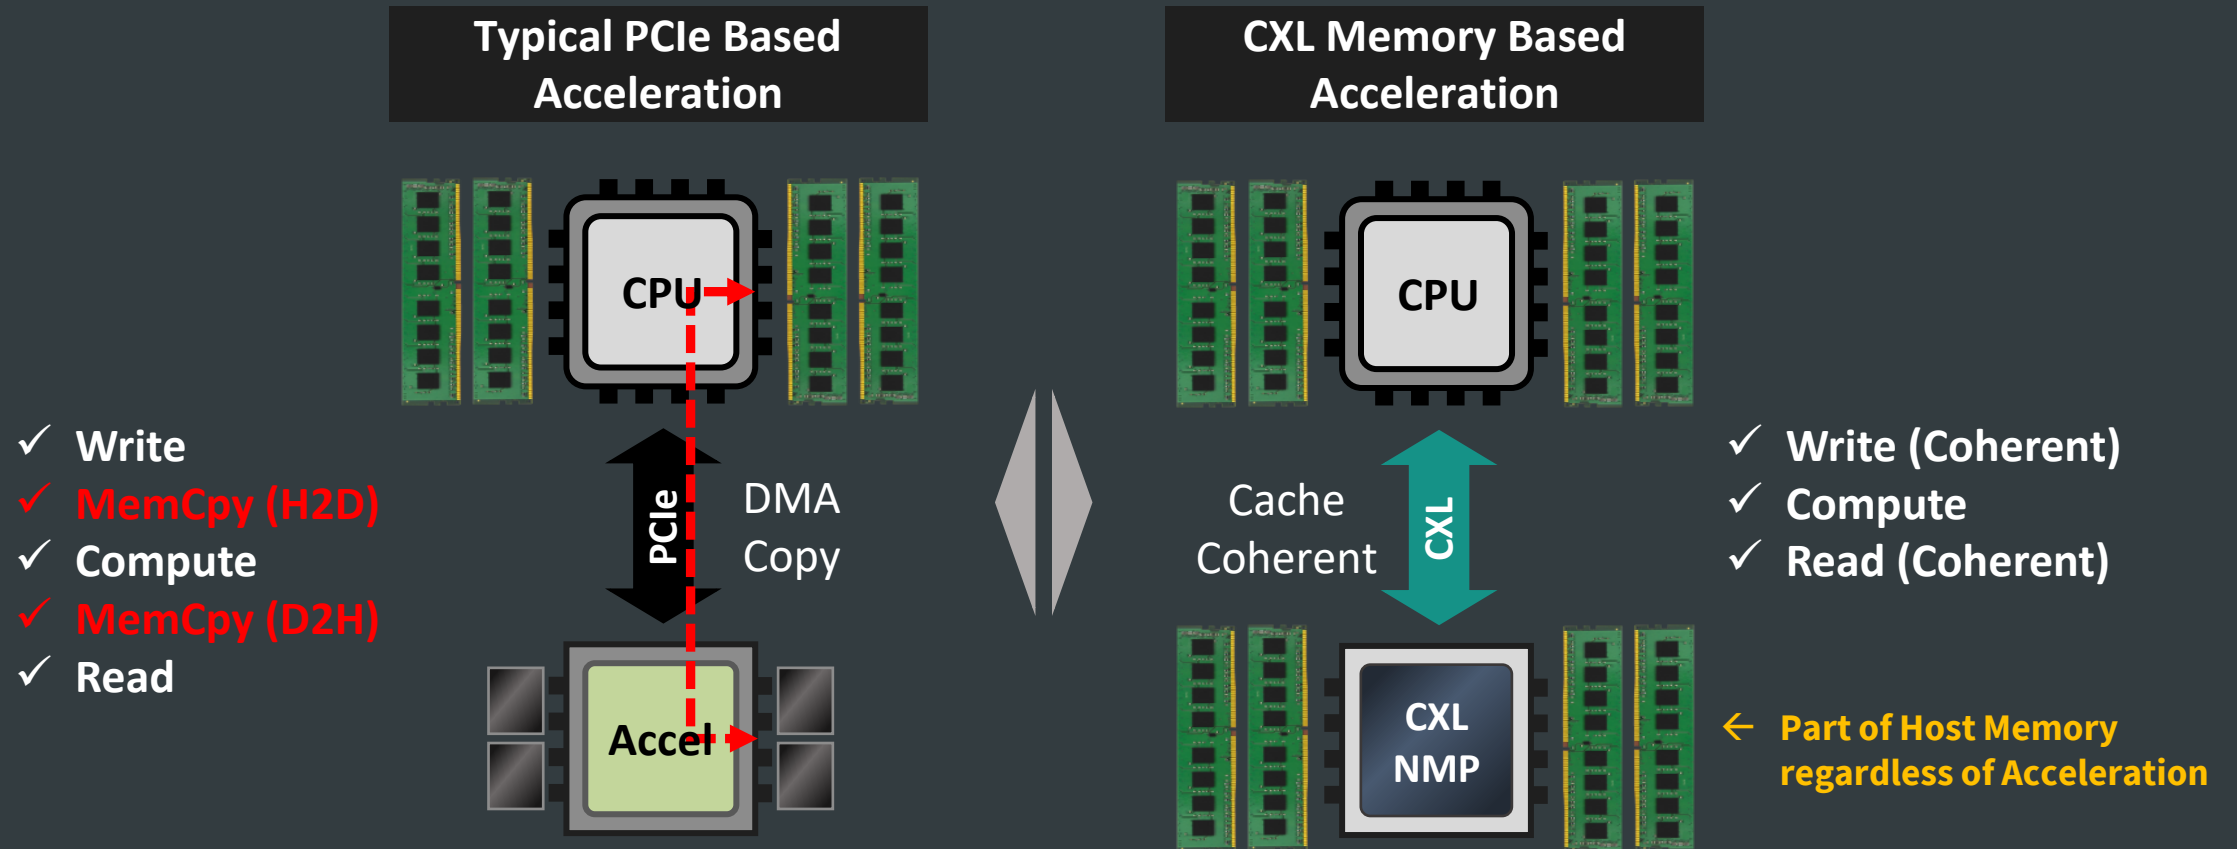 Typical PCIe Based
Acceleration
CPU
✓ Write
✓ MemCpy (H2D)
✓ Compute
✓ MemCpy (D2H)
✓ Read
PCIe
DMA
Copy
Accel
CXL Memory Based
Acceleration
CPU
Cache
Coherent
CXL
✓ Write (Coherent)
✓ Compute
✓ Read (Coherent)
CXL
NMP
← Part of Host Memory
regardless of Acceleration